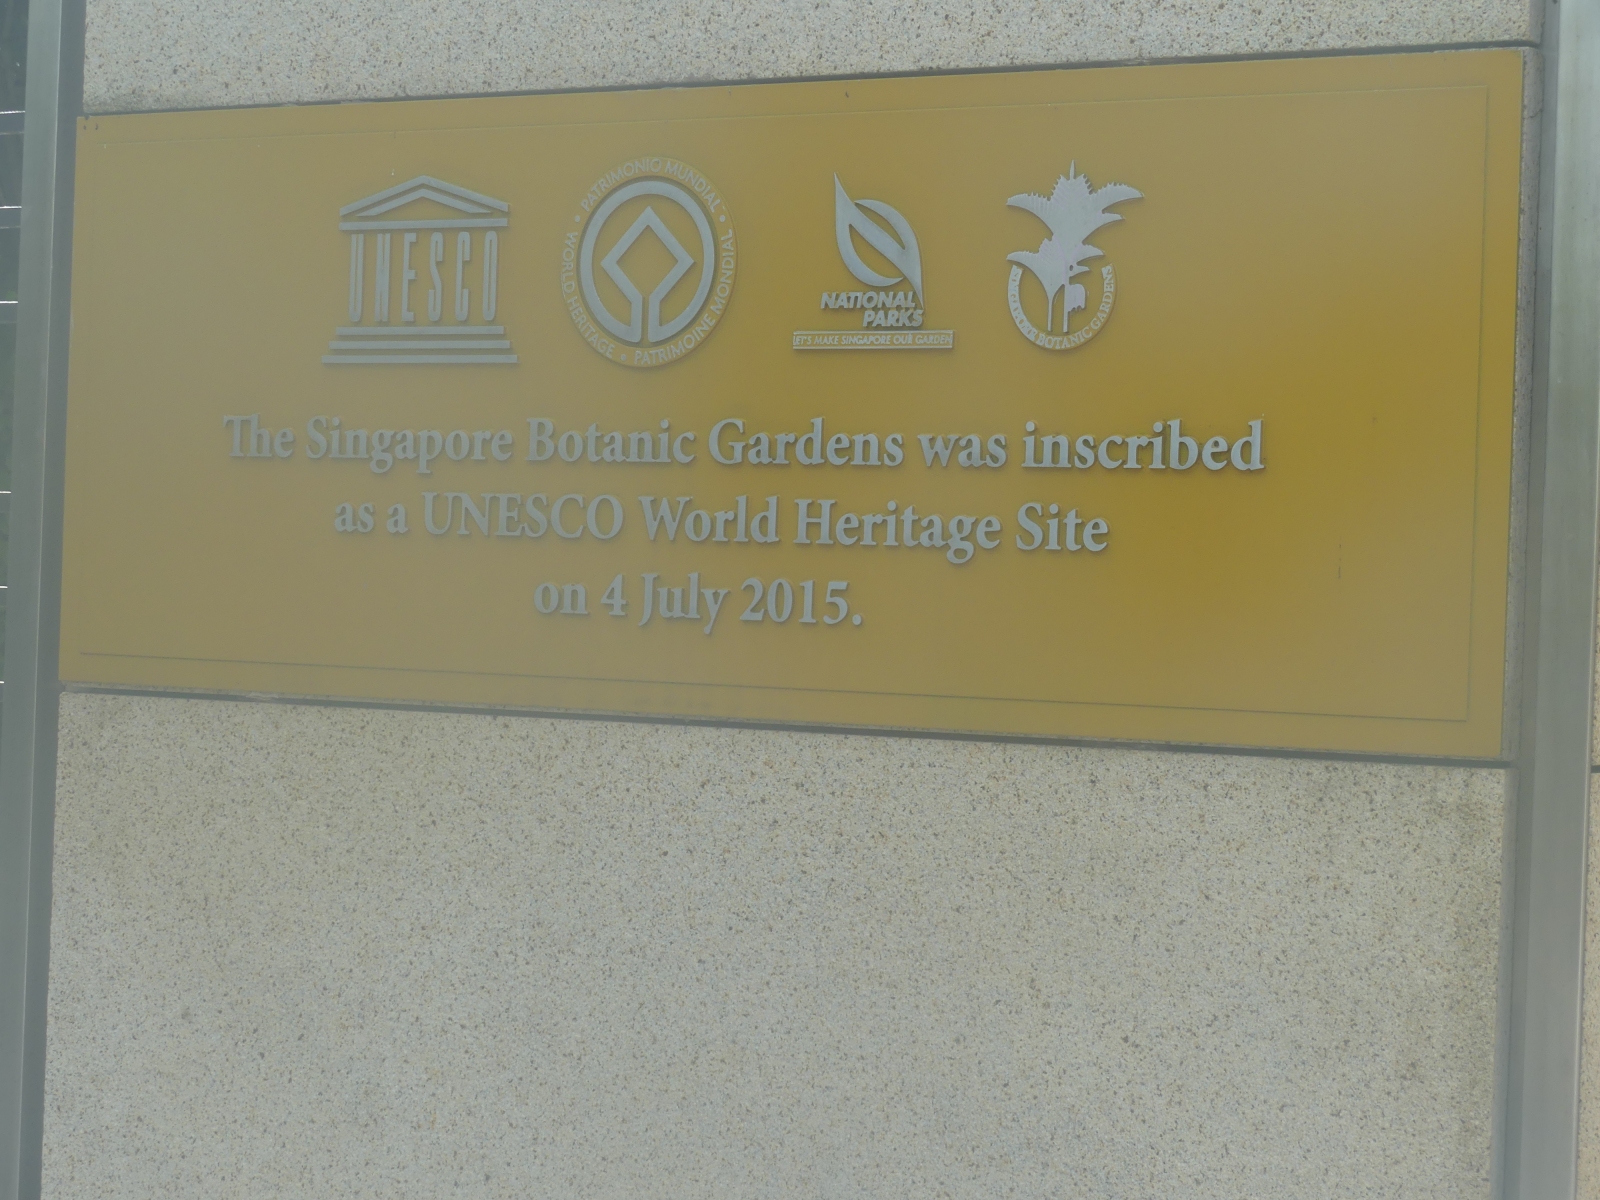 UNESCO
PATRIMONIO MUNDIAL • WORLD HERITAGE • PATRIMOINE MONDIAL •
NATIONAL
PARKS
LET'S MAKE SINGAPORE OUR GARDEN
BOTANIC GARDENS
The Singapore Botanic Gardens was inscribed
as a UNESCO World Heritage Site
on 4 July 2015.